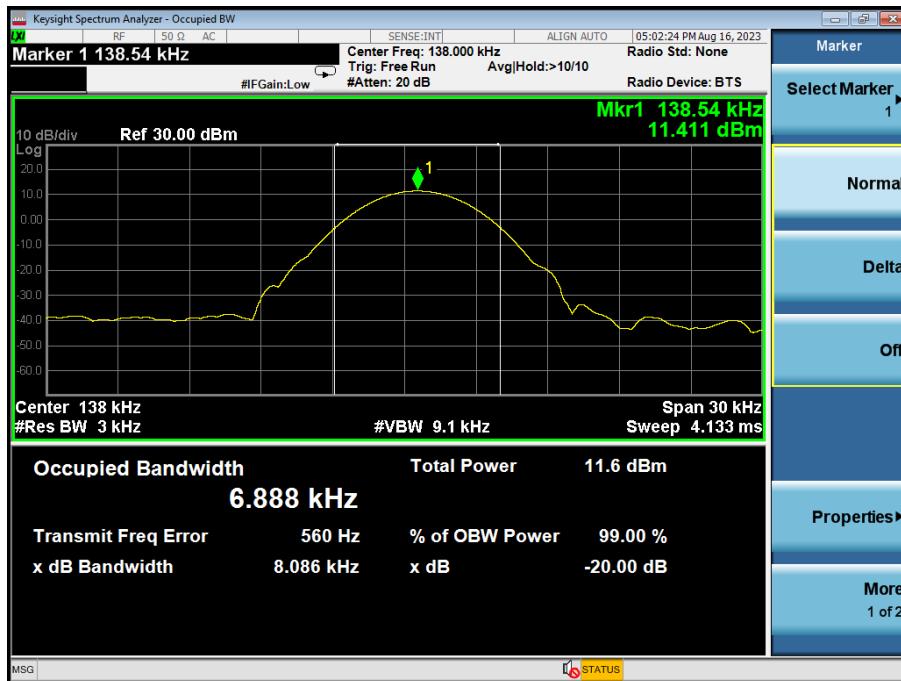 Keysight Spectrum Analyzer - Occupied BW
LXI
RF
50 Ω
AC
SENSE:INT
ALIGN AUTO
05:02:24 PM Aug 16, 2023
Marker 1 138.54 kHz
Center Freq: 138.000 kHz
Radio Std: None
Trig: Free Run
Avg|Hold:>10/10
#IFGain:Low
#Atten: 20 dB
Radio Device: BTS
Mkr1 138.54 kHz
11.411 dBm
10 dB/div
Ref 30.00 dBm
Log
20.0
10.0
0.00
-10.0
-20.0
-30.0
-40.0
-50.0
-60.0
1
Center 138 kHz
Span 30 kHz
#Res BW 3 kHz
#VBW 9.1 kHz
Sweep 4.133 ms
Occupied Bandwidth
Total Power
11.6 dBm
6.888 kHz
Transmit Freq Error
560 Hz
% of OBW Power
99.00 %
x dB Bandwidth
8.086 kHz
x dB
-20.00 dB
MSG
STATUS
Marker
Select Marker
1
Norma
Delta
Off
Properties
More
1 of 2